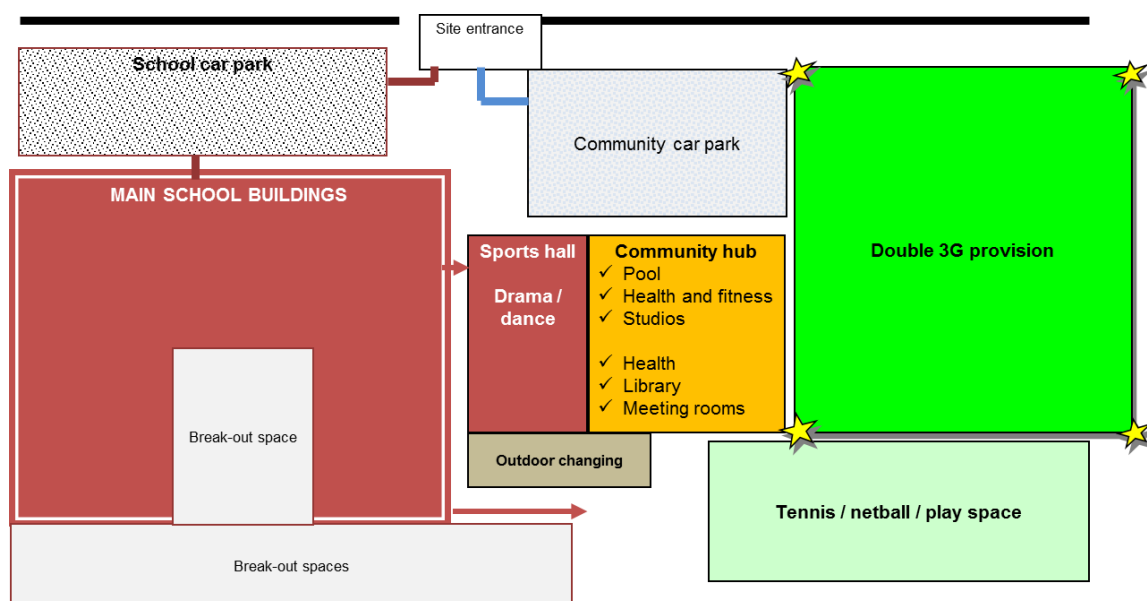 Site entrance
School car park
Community car park
MAIN SCHOOL BUILDINGS
Sports hall
Drama /
dance
Community hub
✓ Pool
✓ Health and fitness
✓ Studios
✓ Health
✓ Library
✓ Meeting rooms
Double 3G provision
Break-out space
Outdoor changing
Tennis / netball / play space
Break-out spaces